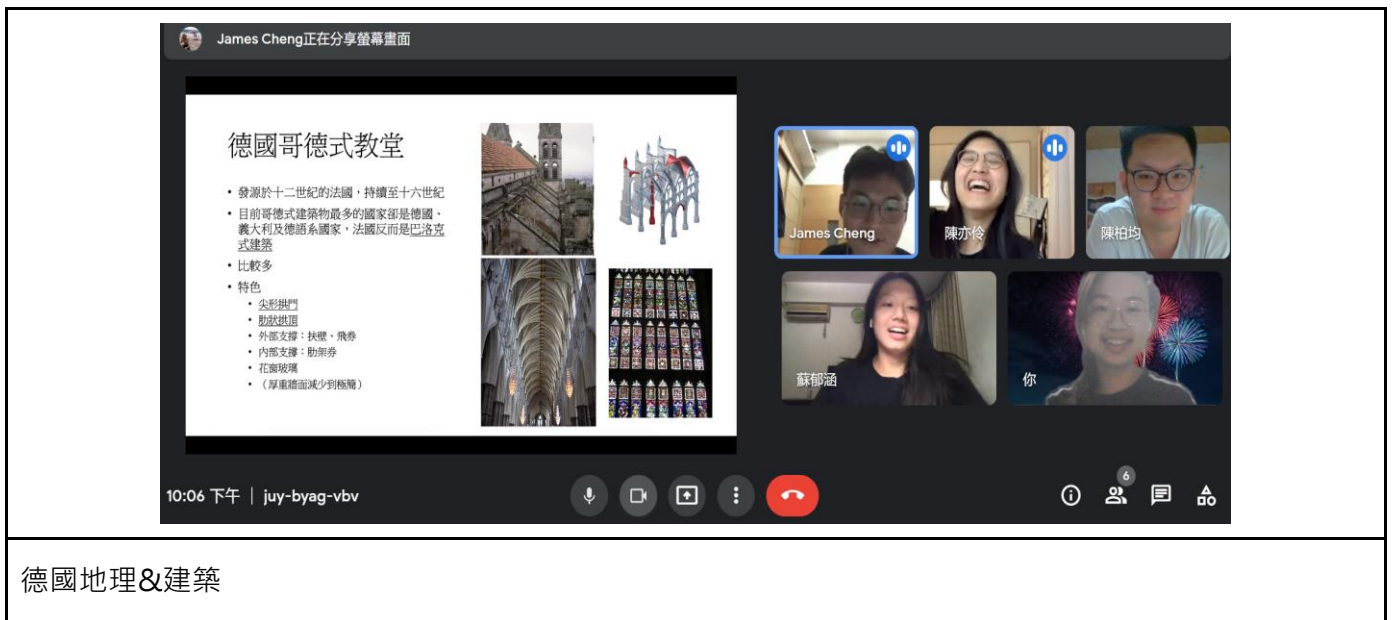 James Cheng正在分享螢幕畫面
德國哥德式教堂
• 發源於十二世紀的法國，持續至十六世紀
• 目前哥德式建築物最多的國家卻是德國、
義大利及德語系國家，法國反而是巴洛克
式建築
• 比較多
• 特色
• 尖形拱門
• 肋狀拱頂
• 外部支撐：扶壁、飛券
• 內部支撐：肋架券
• 花窗玻璃
• （厚重牆面減少到極簡）
James Cheng
陳亦伶
陳柏均
蘇郁涵
你
10:06 下午 | juy-byag-vbv
6
德國地理&建築